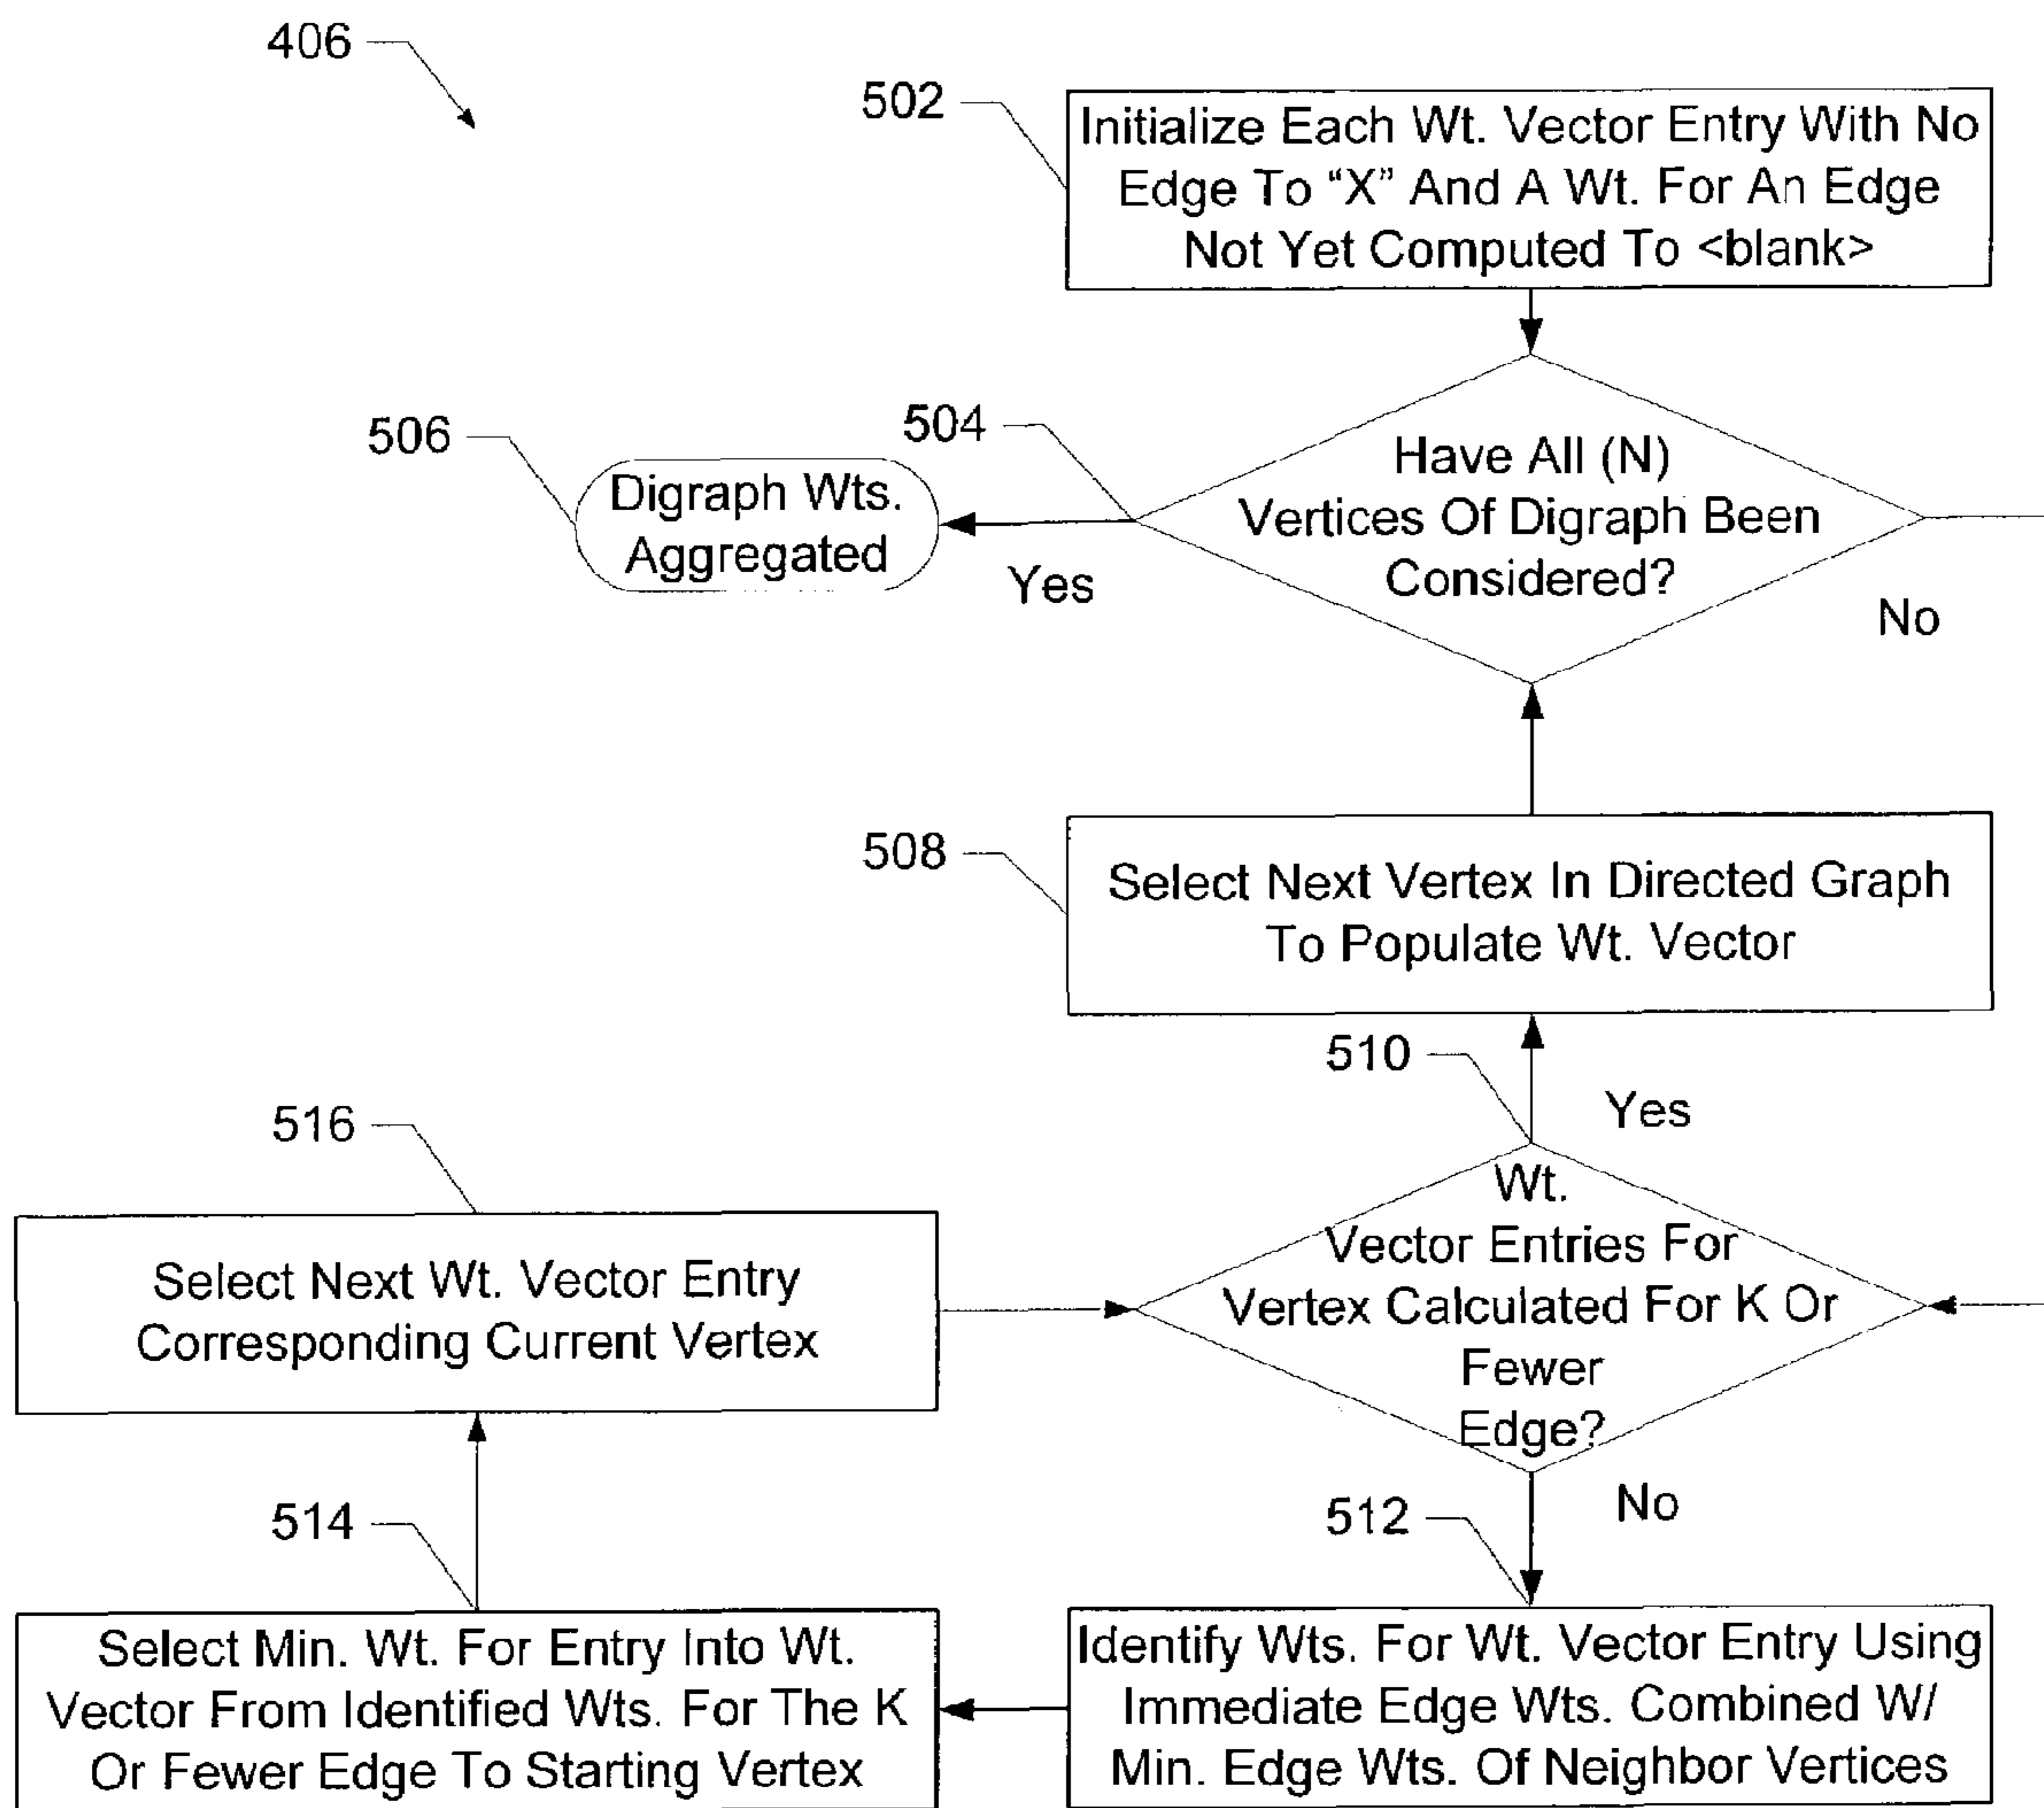 406
502
Initialize Each Wt. Vector Entry With No
Edge To “X” And A Wt. For An Edge
Not Yet Computed To <blank>
504
Have All (N)
Vertices Of Digraph Been
Considered?
506
Digraph Wts.
Aggregated
Yes
No
508
Select Next Vertex In Directed Graph
To Populate Wt. Vector
510
Yes
Wt.
Vector Entries For
Vertex Calculated For K Or
Fewer
Edge?
516
Select Next Wt. Vector Entry
Corresponding Current Vertex
No
512
Identify Wts. For Wt. Vector Entry Using
Immediate Edge Wts. Combined W/
Min. Edge Wts. Of Neighbor Vertices
514
Select Min. Wt. For Entry Into Wt.
Vector From Identified Wts. For The K
Or Fewer Edge To Starting Vertex